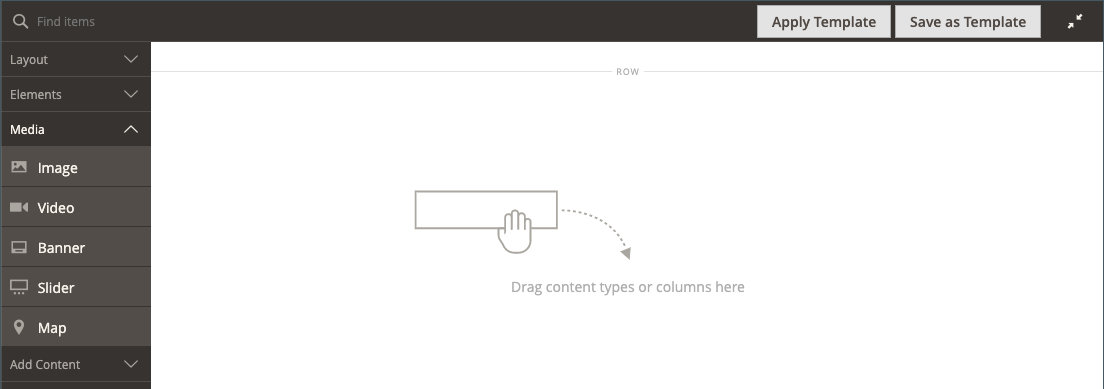 Find items
Apply Template
Save as Template
Layout
Elements
Media
Image
Video
Banner
Slider
Map
Add Content
ROW
Drag content types or columns here